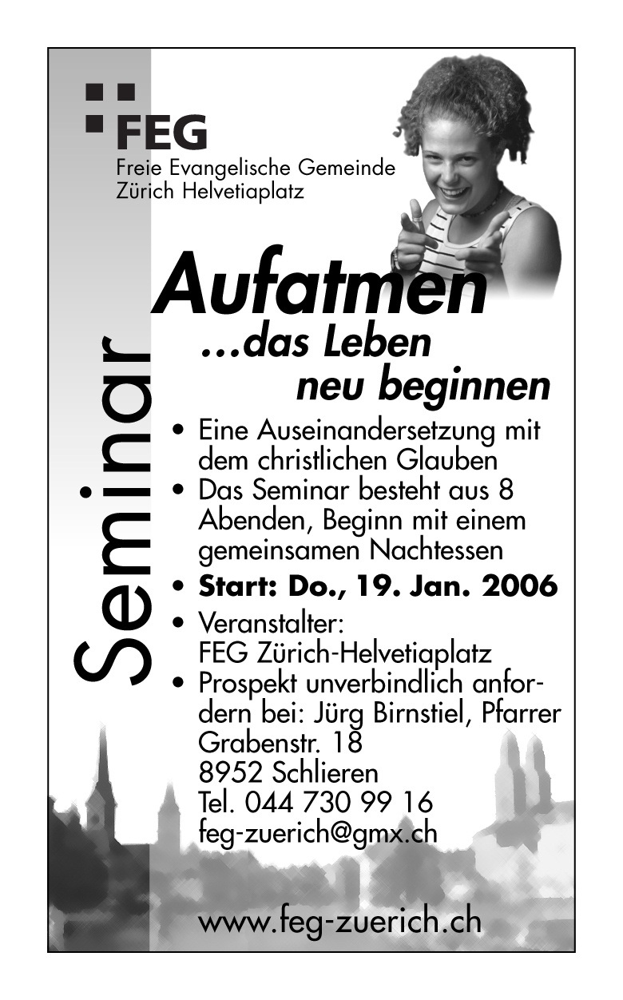 FEG
Freie Evangelische Gemeinde
Zürich Helvetiaplatz
Seminar
Aufatmen
...das Leben
neu beginnen
• Eine Auseinandersetzung mit
dem christlichen Glauben
• Das Seminar besteht aus 8
Abenden, Beginn mit einem
gemeinsamen Nachtessen
• Start: Do., 19. Jan. 2006
• Veranstalter:
FEG Zürich-Helvetiaplatz
• Prospekt unverbindlich anfor-
dern bei: Jürg Birnstiel, Pfarrer
Grabenstr. 18
8952 Schlieren
Tel. 044 730 99 16
feg-zuerich@gmx.ch
www.feg-zuerich.ch